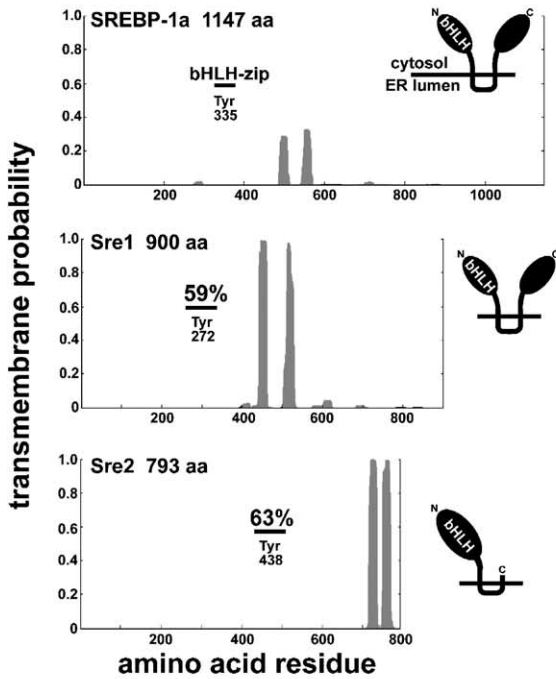 transmembrane probability
SREBP-1a 1147 aa
1.0
0.8
0.6
0.4
0.2
0
bHLH-zip
Tyr
335
200 400 600 800 1000
N C
bHLH
cytosol
ER lumen
Sre1 900 aa
1.0
0.8
0.6
0.4
0.2
0
59%
Tyr
272
200 400 600 800
N C
bHLH
Sre2 793 aa
1.0
0.8
0.6
0.4
0.2
0
63%
Tyr
438
200 400 600 800
N
bHLH
C
amino acid residue